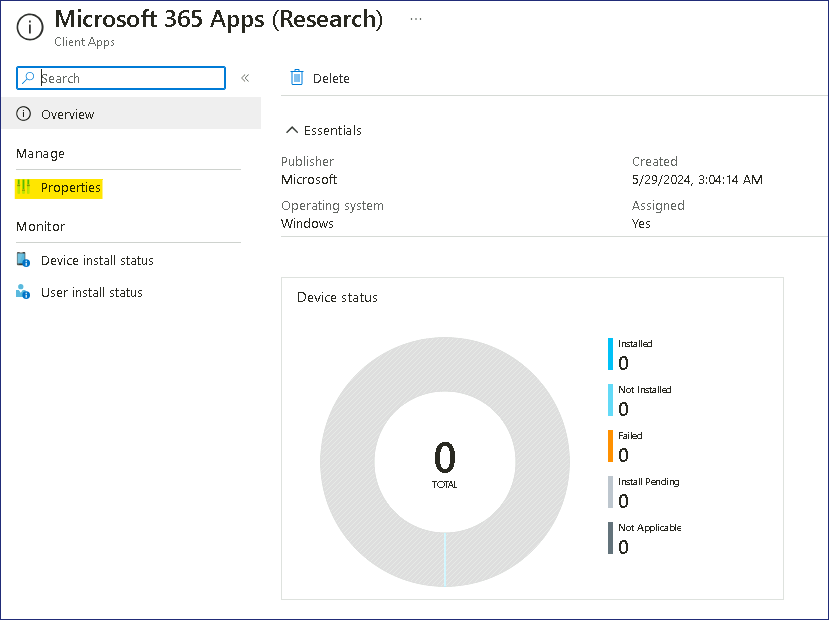 Microsoft 365 Apps (Research) ...
Client Apps
Search «
Delete
Overview
Manage
Properties
Monitor
Device install status
User install status
Essentials
Publisher
Microsoft
Created
5/29/2024, 3:04:14 AM
Operating system
Windows
Assigned
Yes
Device status
0
TOTAL
Installed
0
Not Installed
0
Failed
0
Install Pending
0
Not Applicable
0